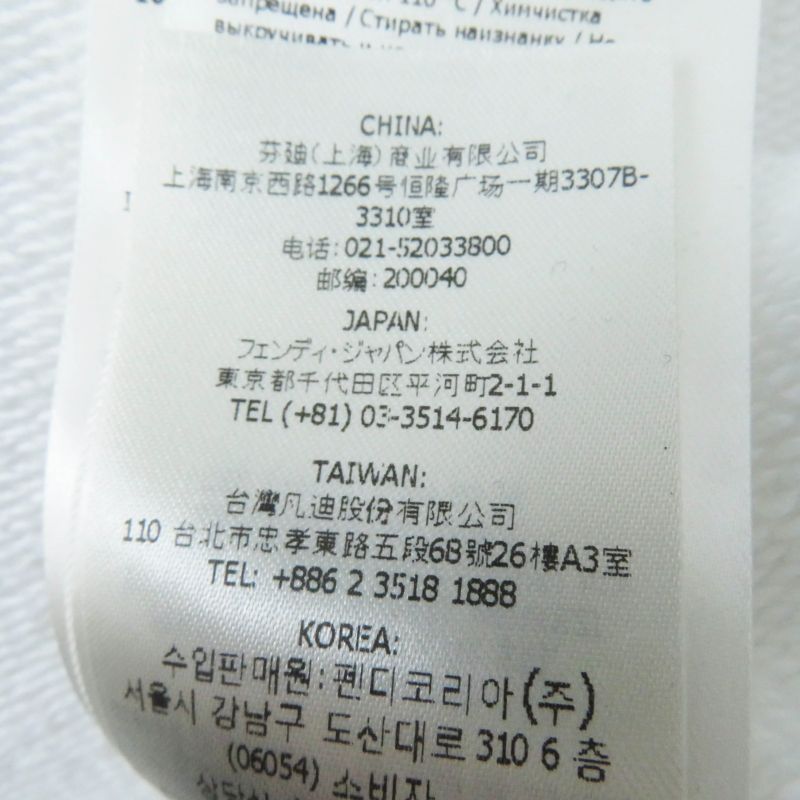 110 °C / Химчистка
запрещена / Стирать наизнанку / Не
выкручивать и
CHINA:
芬廸(上海)商业有限公司
上海南京西路1266号恒隆广场一期3307B-
3310室
电话:021-52033800
邮编:200040
JAPAN:
フェンディ・ジャパン株式会社
東京都千代田区平河町2-1-1
TEL (+81) 03-3514-6170
TAIWAN:
台灣凡迪股份有限公司
110 台北市忠孝東路五段68號26樓A3室
TEL: +886 2 3518 1888
KOREA:
수입판매원: 펜디코리아(주)
서울시 강남구 도산대로 310 6 층
(06054) 소비자